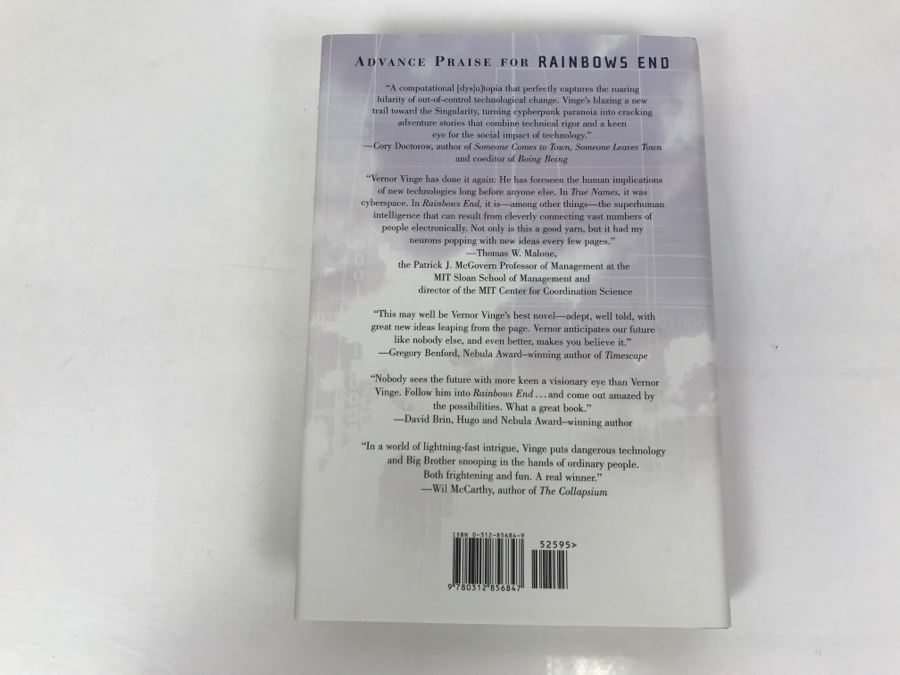 ADVANCE PRAISE FOR RAINBOWS END
“A computational [dys|u]topia that perfectly captures the roaring
hilarity of out-of-control technological change. Vinge’s blazing a new
trail toward the Singularity, turning cypherpunk paranoia into cracking
adventure stories that combine technical rigor and a keen
eye for the social impact of technology.”
—Cory Doctorow, author of Someone Comes to Town, Someone Leaves Town
and coeditor of Boing Boing
“Vernor Vinge has done it again: He has foreseen the human implications
of new technologies long before anyone else. In True Names, it was
cyberspace. In Rainbows End, it is—among other things—the superhuman
intelligence that can result from cleverly connecting vast numbers of
people electronically. Not only is this a good yarn, but it had my
neurons popping with new ideas every few pages.”
—Thomas W. Malone,
the Patrick J. McGovern Professor of Management at the
MIT Sloan School of Management and
director of the MIT Center for Coordination Science
“This may well be Vernor Vinge’s best novel—adept, well told, with
great new ideas leaping from the page. Vernor anticipates our future
like nobody else, and even better, makes you believe it.”
—Gregory Benford, Nebula Award–winning author of Timescape
“Nobody sees the future with more keen a visionary eye than Vernor
Vinge. Follow him into Rainbows End . . . and come out amazed by
the possibilities. What a great book.”
—David Brin, Hugo and Nebula Award–winning author
“In a world of lightning-fast intrigue, Vinge puts dangerous technology
and Big Brother snooping in the hands of ordinary people.
Both frightening and fun. A real winner.”
—Wil McCarthy, author of The Collapsium
ISBN 0-312-85684-9
52595>
9 780312 856847